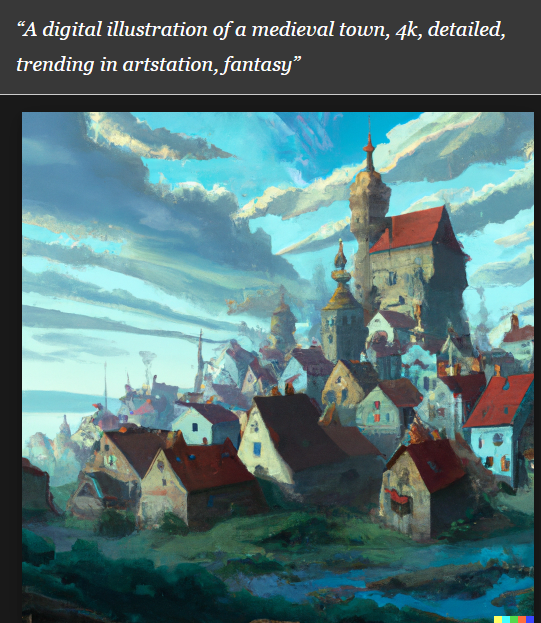 “A digital illustration of a medieval town, 4k, detailed,
trending in artstation, fantasy”